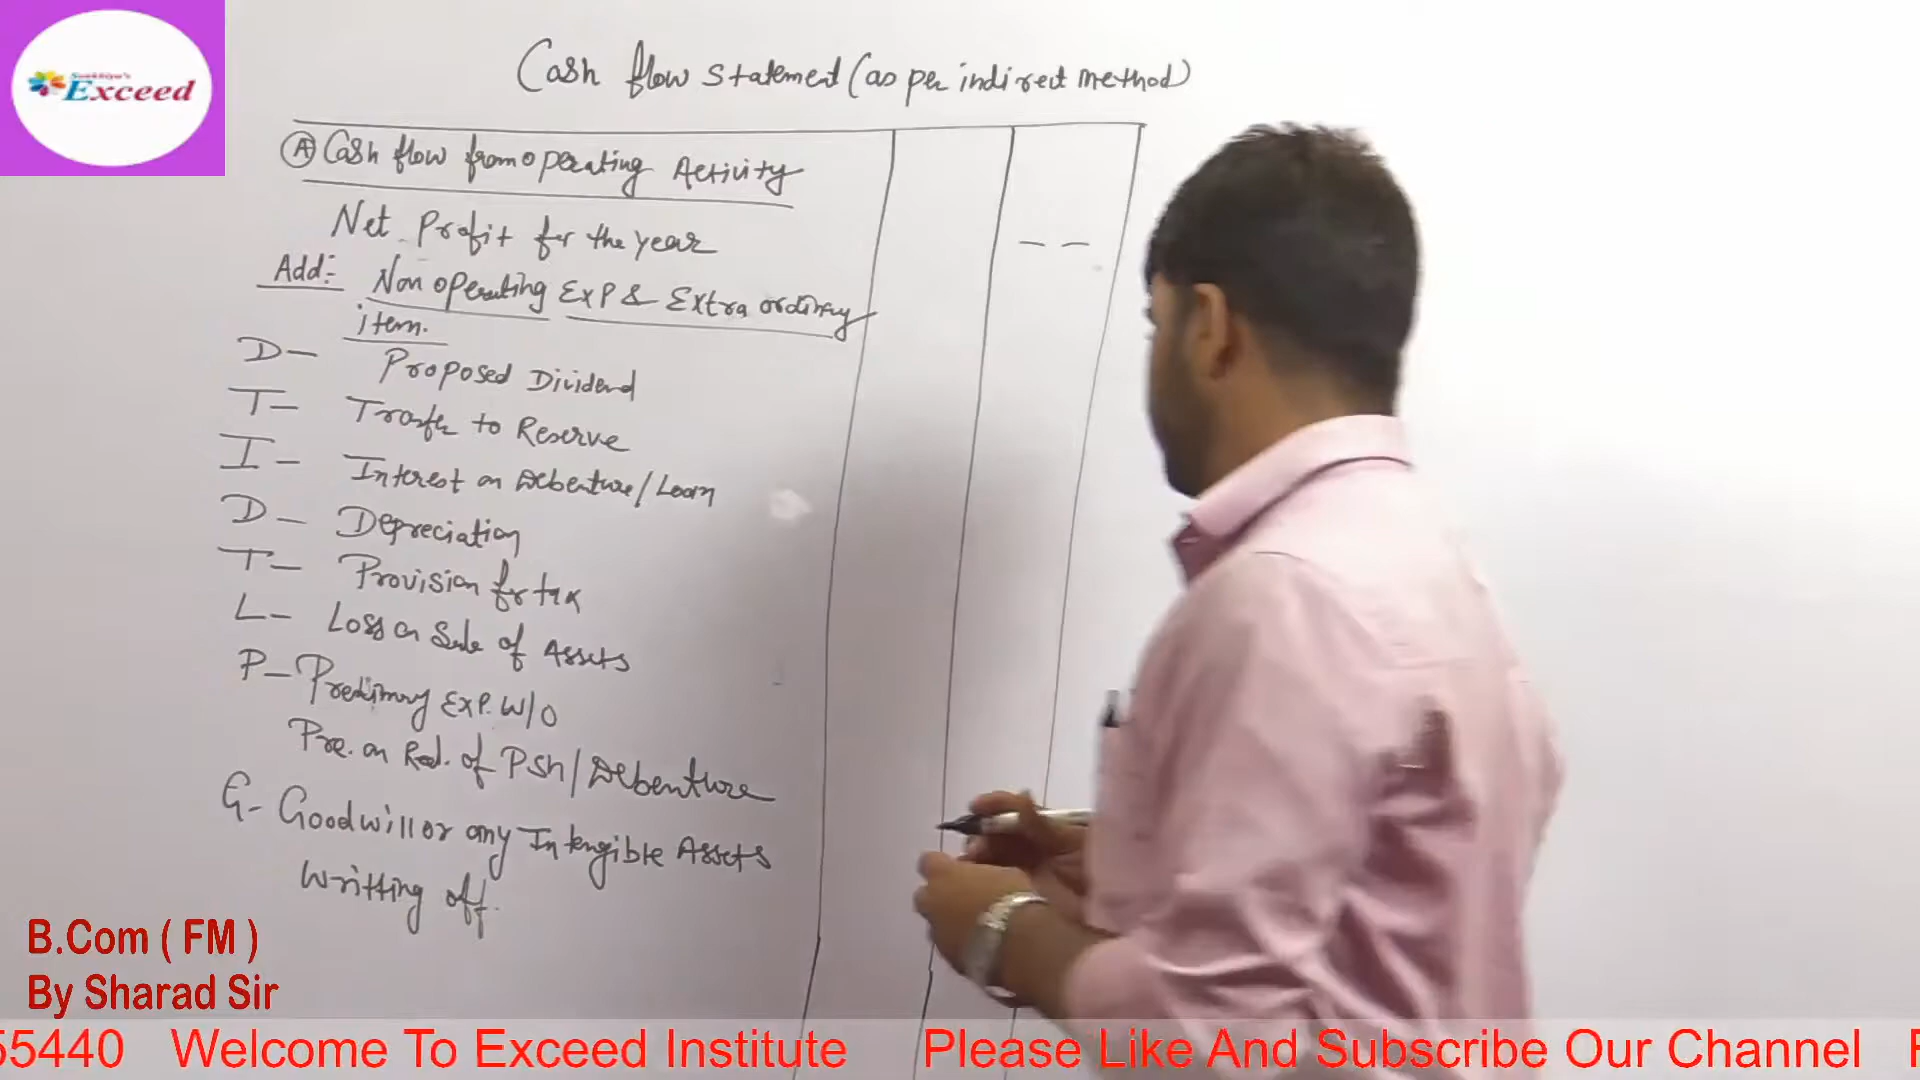 Sankhiya's
Exceed
Cash flow Statement (as per indirect method)
A Cash flow from operating Activity
Net Profit for the year
- -
Add:- Non operating Exp & Extra ordinary
item.
D- Proposed Dividend
T- Transfer to Reserve
I- Interest on Debenture/Loan
D- Depreciation
T- Provision for tax
L- Loss on Sale of Assets
P- Preliminary Exp. W/O
Pre. on Red. of PSh/Debenture
G- Goodwill or any Intengible Assets
Writting off.
B.Com ( FM )
By Sharad Sir
55440 Welcome To Exceed Institute Please Like And Subscribe Our Channel